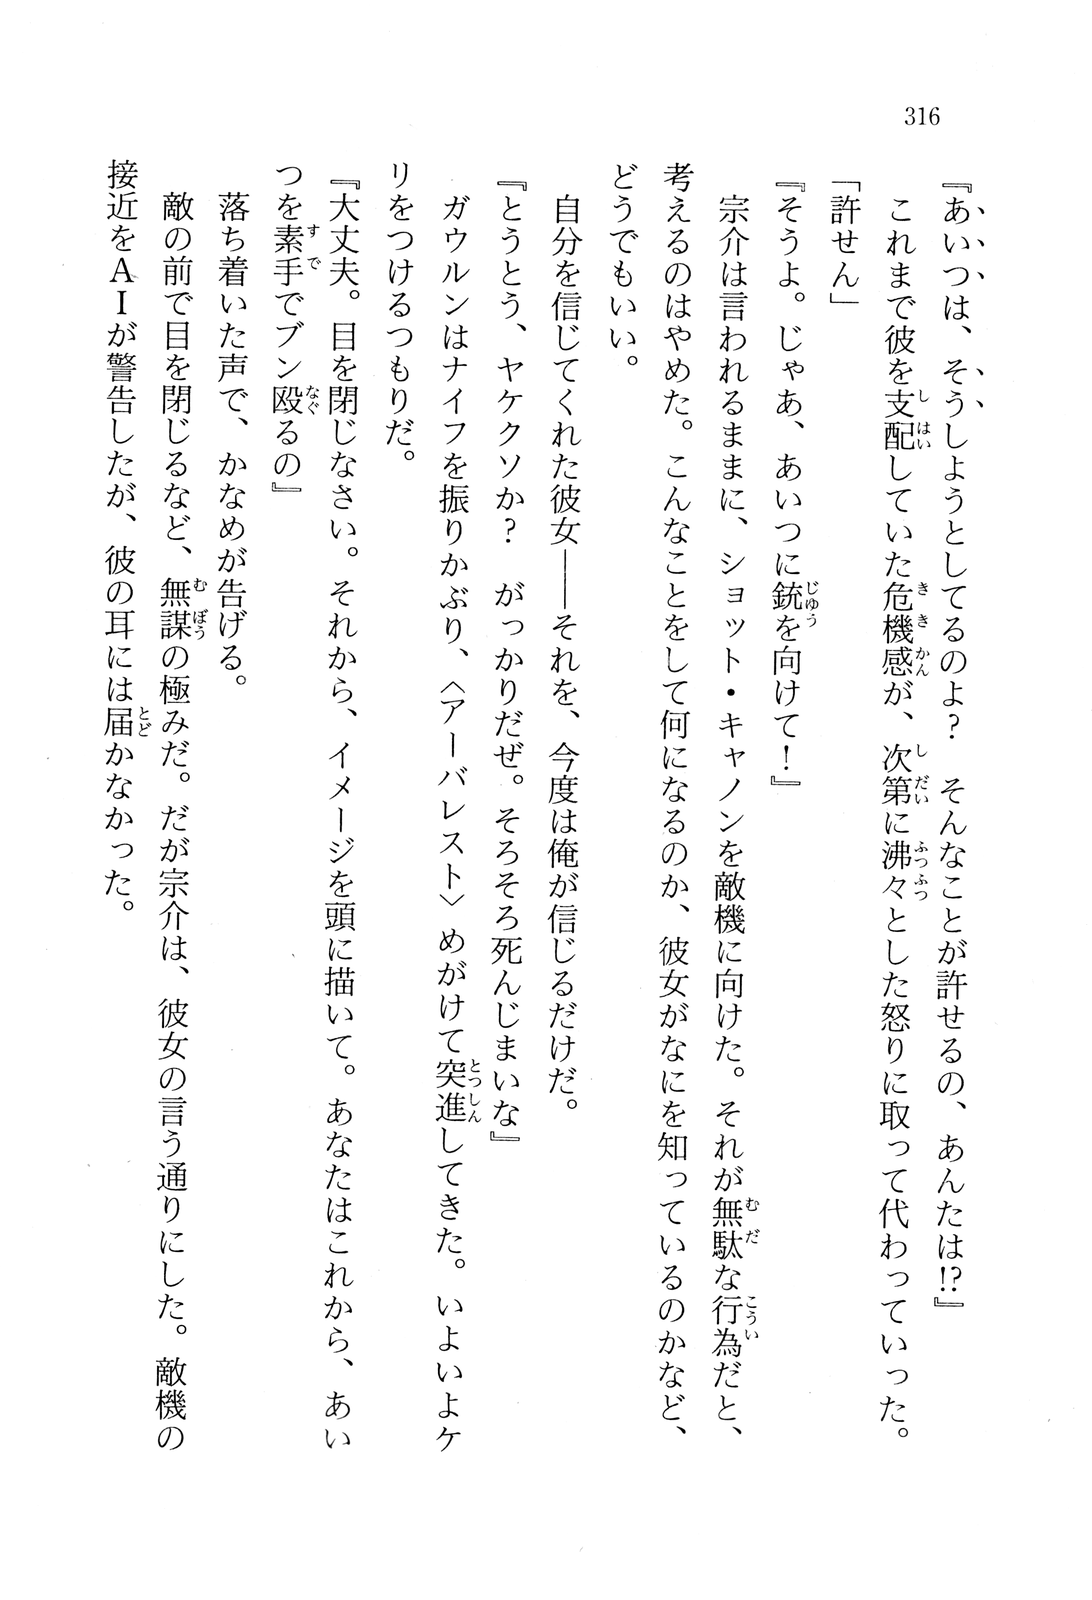 316
『あいつは、そうしようとしてるのよ？　そんなことが許せるの、あんたは!?』
　これまで彼を支配していた危機感が、次第に沸々とした怒りに取って代わっていった。
「許せん」
『そうよ。じゃあ、あいつに銃を向けて！』
　宗介は言われるままに、ショット・キャノンを敵機に向けた。それが無駄な行為だと、
考えるのはやめた。こんなことをして何になるのか、彼女がなにを知っているのかなど、
どうでもいい。
　自分を信じてくれた彼女――それを、今度は俺が信じるだけだ。
『とうとう、ヤケクソか？　がっかりだぜ。そろそろ死んじまいな』
　ガウルンはナイフを振りかぶり、〈アーバレスト〉めがけて突進してきた。いよいよケ
リをつけるつもりだ。
『大丈夫。目を閉じなさい。それから、イメージを頭に描いて。あなたはこれから、あい
つを素手でブン殴るの』
　落ち着いた声で、かなめが告げる。
　敵の前で目を閉じるなど、無謀の極みだ。だが宗介は、彼女の言う通りにした。敵機の
接近をＡＩが警告したが、彼の耳には届かなかった。